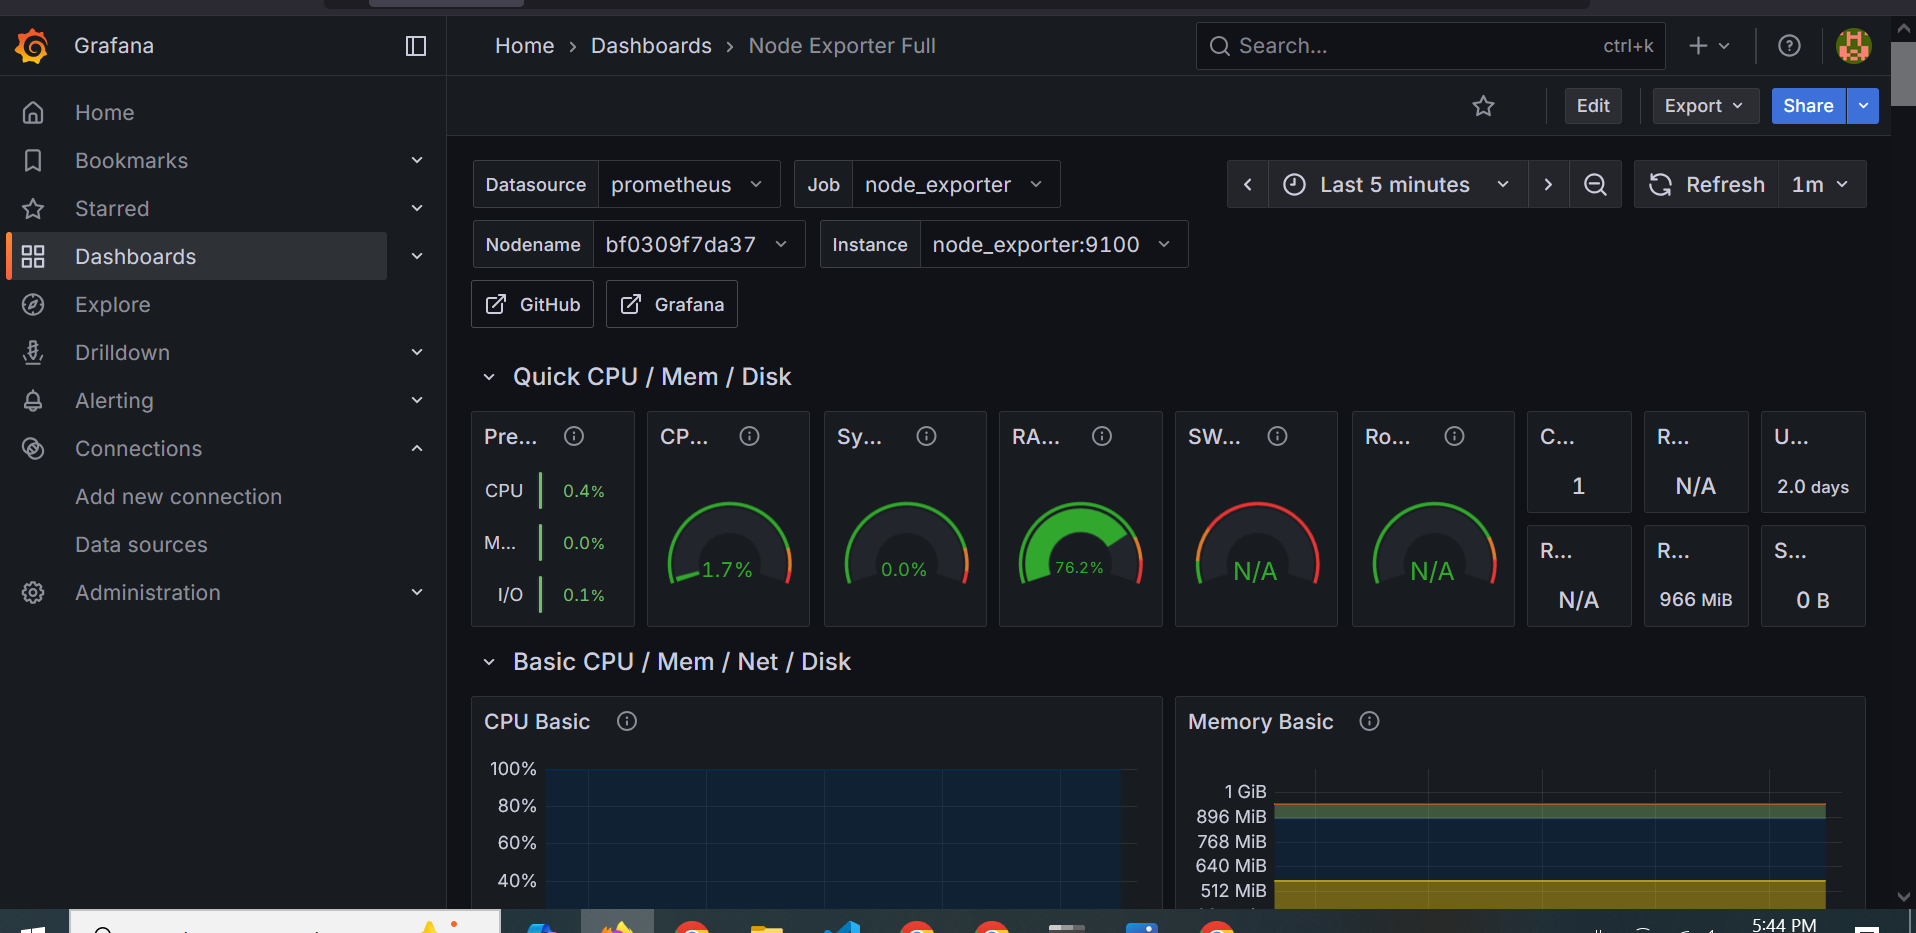 Grafana
Home › Dashboards › Node Exporter Full
Search...
ctrl+k
Edit
Export
Share
Home
Bookmarks
Starred
Dashboards
Explore
Drilldown
Alerting
Connections
Add new connection
Data sources
Administration
Datasource prometheus
Job node_exporter
Last 5 minutes
Refresh 1m
Nodename bf0309f7da37
Instance node_exporter:9100
GitHub
Grafana
Quick CPU / Mem / Disk
Pre...
CPU 0.4%
M... 0.0%
I/O 0.1%
CP...
1.7%
Sy...
0.0%
RA...
76.2%
SW...
N/A
Ro...
N/A
C...
1
R...
N/A
U...
2.0 days
R...
N/A
R...
966 MiB
S...
0 B
Basic CPU / Mem / Net / Disk
CPU Basic
100%
80%
60%
40%
Memory Basic
1 GiB
896 MiB
768 MiB
640 MiB
512 MiB
5:44 PM